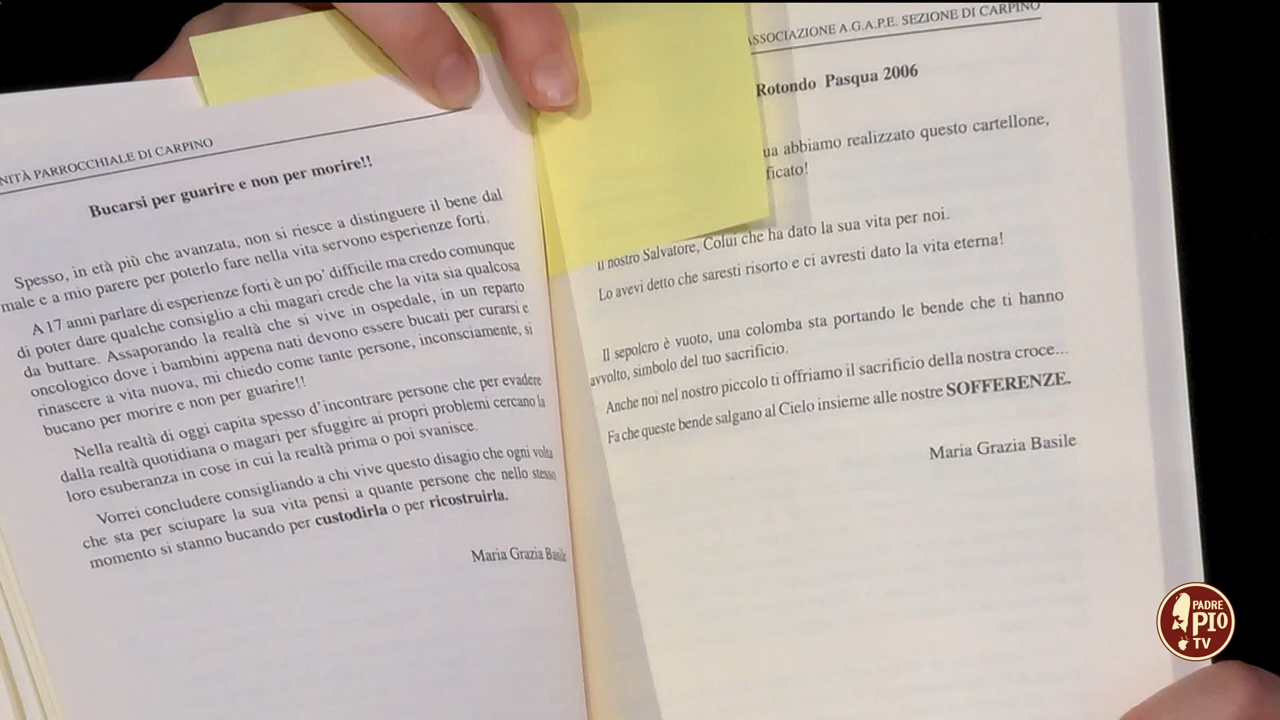 NITÀ PARROCCHIALE DI CARPINO
Bucarsi per guarire e non per morire!!
Spesso, in età più che avanzata, non si riesce a distinguere il bene dal
male e a mio parere per poterlo fare nella vita servono esperienze forti.
A 17 anni parlare di esperienze forti è un po' difficile ma credo comunque
di poter dare qualche consiglio a chi magari crede che la vita sia qualcosa
da buttare. Assaporando la realtà che si vive in ospedale, in un reparto
oncologico dove i bambini appena nati devono essere bucati per curarsi e
rinascere a vita nuova, mi chiedo come tante persone, inconsciamente, si
bucano per morire e non per guarire!!
Nella realtà di oggi capita spesso d'incontrare persone che per evadere
dalla realtà quotidiana o magari per sfuggire ai propri problemi cercano la
loro esuberanza in cose in cui la realtà prima o poi svanisce.
Vorrei concludere consigliando a chi vive questo disagio che ogni volta
che sta per sciupare la sua vita pensi a quante persone che nello stesso
momento si stanno bucando per custodirla o per ricostruirla.
Maria Grazia Basile
ASSOCIAZIONE A.G.A.P.E. SEZIONE DI CARPINO
Rotondo Pasqua 2006
ua abbiamo realizzato questo cartellone,
ficato!
Il nostro Salvatore, Colui che ha dato la sua vita per noi.
Lo avevi detto che saresti risorto e ci avresti dato la vita eterna!
Il sepolcro è vuoto, una colomba sta portando le bende che ti hanno
avvolto, simbolo del tuo sacrificio.
Anche noi nel nostro piccolo ti offriamo il sacrificio della nostra croce...
Fa che queste bende salgano al Cielo insieme alle nostre SOFFERENZE.
Maria Grazia Basile
PADRE
PIO
TV